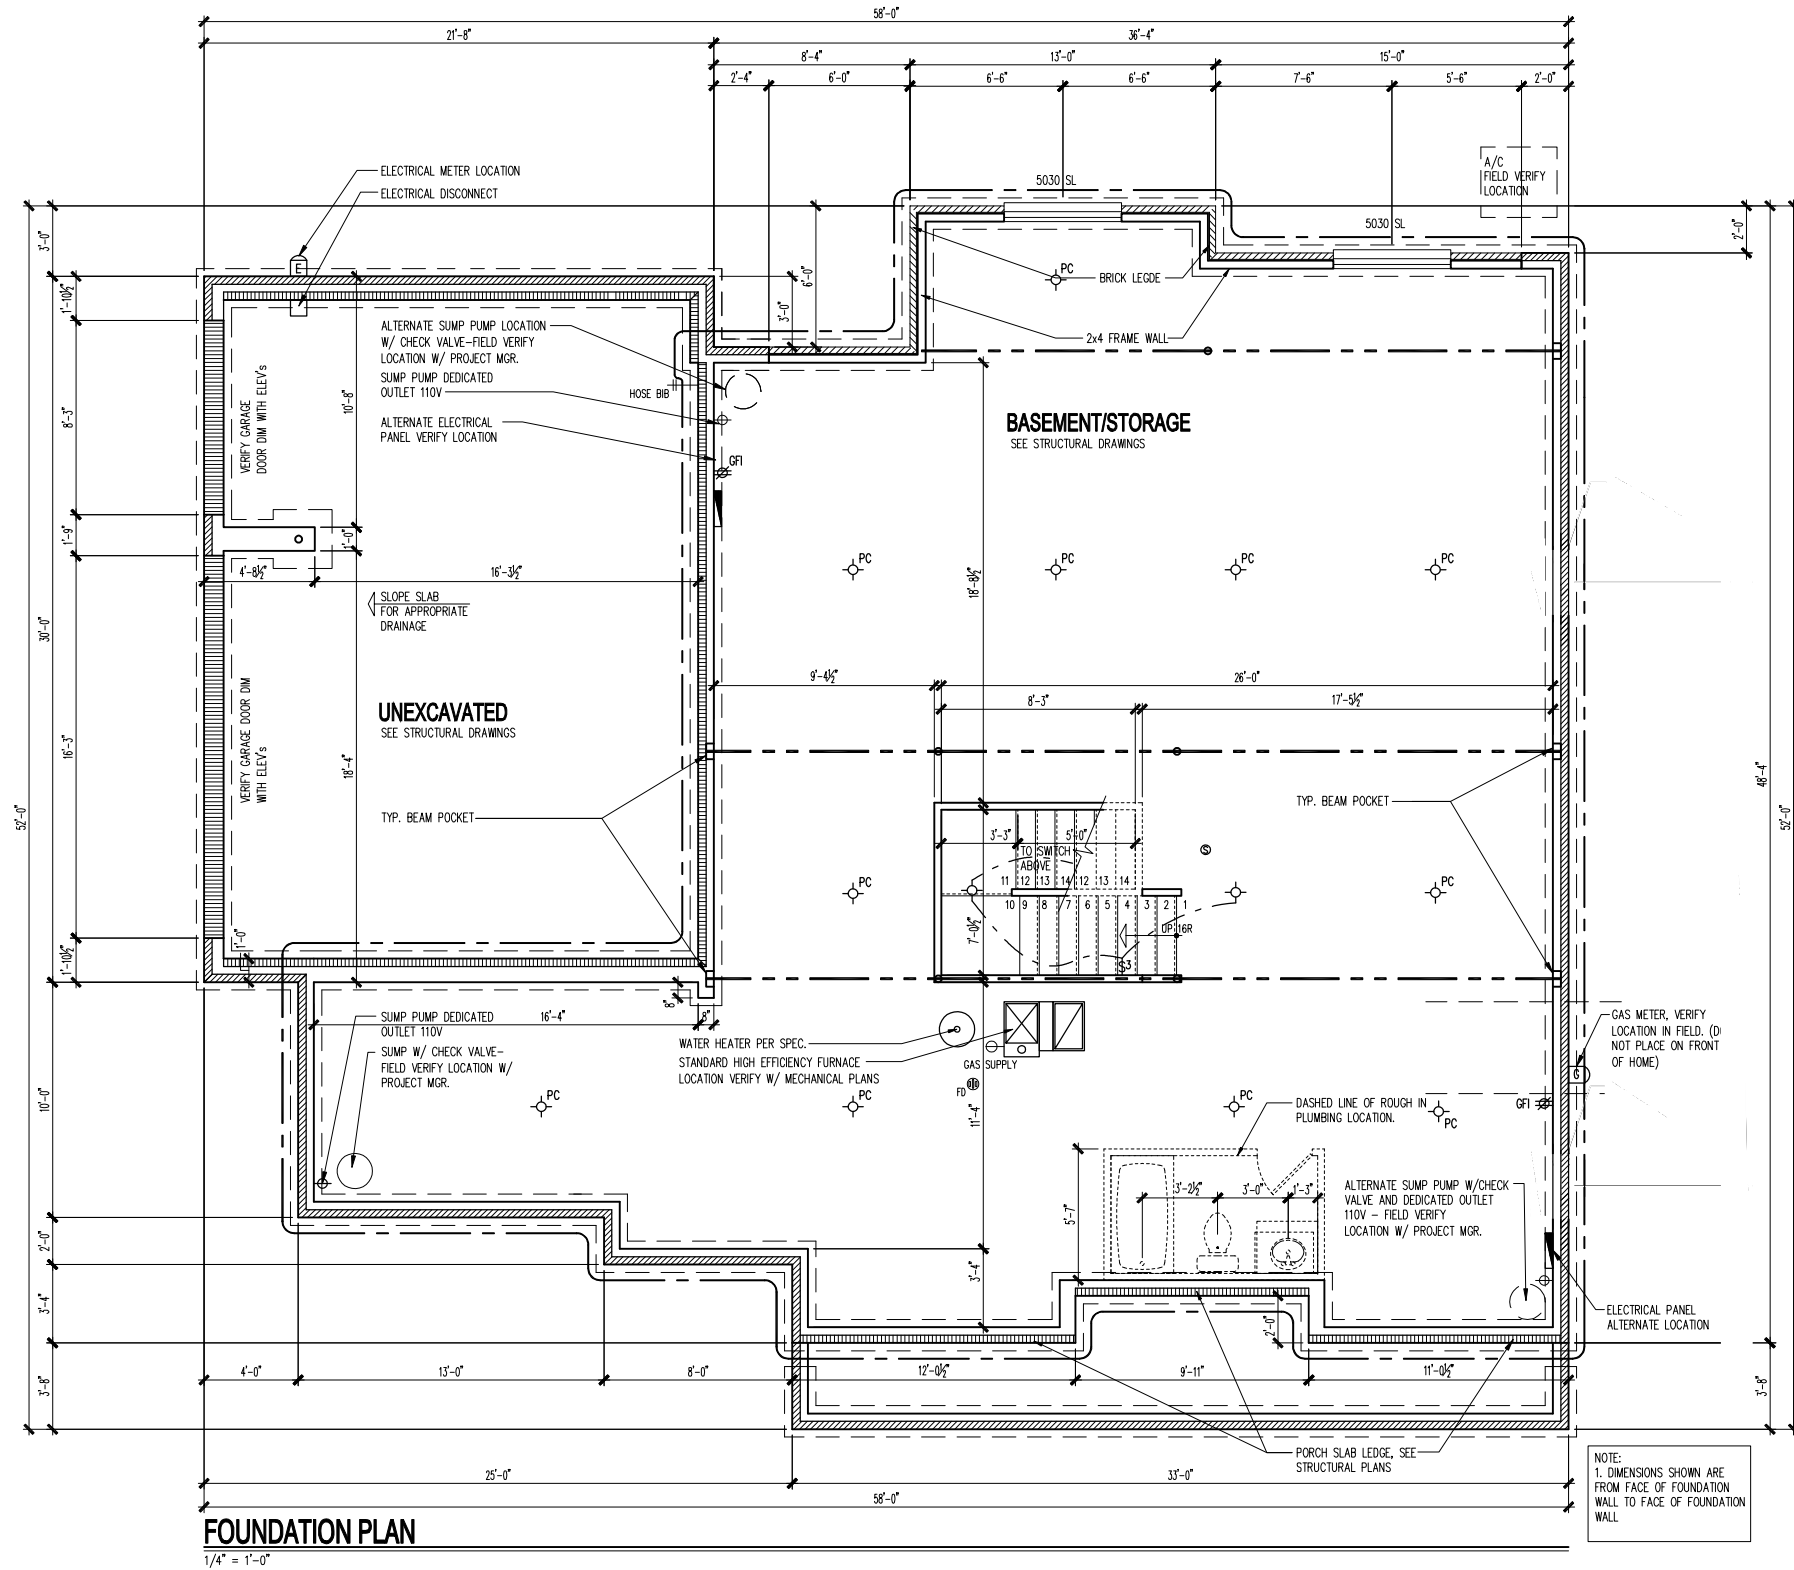 58'-0"
21'-8"
36'-4"
8'-4"
13'-0"
15'-0"
2'-4"
6'-0"
6'-6"
6'-6"
7'-6"
5'-6"
2'-0"
A/C
FIELD VERIFY
LOCATION
ELECTRICAL METER LOCATION
ELECTRICAL DISCONNECT
5030 SL
5030 SL
3'-0"
2'-0"
E
6'-0"
3'-0"
PC
BRICK LEGDE
2x4 FRAME WALL
1'-10½"
ALTERNATE SUMP PUMP LOCATION
W/ CHECK VALVE-FIELD VERIFY
LOCATION W/ PROJECT MGR.
SUMP PUMP DEDICATED
OUTLET 110V
HOSE BIB
ALTERNATE ELECTRICAL
PANEL VERIFY LOCATION
GFI
10'-8"
8'-3"
VERIFY GARAGE
DOOR DIM WITH ELEV's
BASEMENT/STORAGE
SEE STRUCTURAL DRAWINGS
1'-9"
1'-0"
4'-8½"
16'-3½"
PC
PC
PC
PC
18'-8½"
SLOPE SLAB
FOR APPROPRIATE
DRAINAGE
30'-0"
9'-4½"
26'-0"
8'-3"
17'-5½"
UNEXCAVATED
SEE STRUCTURAL DRAWINGS
VERIFY GARAGE DOOR DIM
WITH ELEV's
16'-3"
18'-4"
52'-0"
48'-4"
52'-0"
TYP. BEAM POCKET
TYP. BEAM POCKET
3'-3"
5'-0"
TO SWITCH
ABOVE
S
11 12 13 14 12 13 14
10 9 8 7 6 5 4 3 2 1
PC
PC
7'-0½"
UP 16R
$3
1'-0"
1'-10½"
8"
8"
16'-4"
SUMP PUMP DEDICATED
OUTLET 110V
SUMP W/ CHECK VALVE-
FIELD VERIFY LOCATION W/
PROJECT MGR.
WATER HEATER PER SPEC.
STANDARD HIGH EFFICIENCY FURNACE
LOCATION VERIFY W/ MECHANICAL PLANS
GAS SUPPLY
FD
GAS METER, VERIFY
LOCATION IN FIELD. (D
NOT PLACE ON FRONT
OF HOME)
G
GFI
10'-0"
PC
PC
PC
PC
11'-4"
DASHED LINE OF ROUGH IN
PLUMBING LOCATION.
5'-7"
3'-2½"
3'-0"
1'-3"
ALTERNATE SUMP PUMP W/CHECK
VALVE AND DEDICATED OUTLET
110V - FIELD VERIFY
LOCATION W/ PROJECT MGR.
2'-0"
3'-4"
3'-4"
2'-0"
ELECTRICAL PANEL
ALTERNATE LOCATION
3'-8"
4'-0"
13'-0"
8'-0"
12'-0½"
9'-11"
11'-0½"
3'-8"
PORCH SLAB LEDGE, SEE
STRUCTURAL PLANS
25'-0"
33'-0"
58'-0"
NOTE:
1. DIMENSIONS SHOWN ARE
FROM FACE OF FOUNDATION
WALL TO FACE OF FOUNDATION
WALL
FOUNDATION PLAN
1/4" = 1'-0"